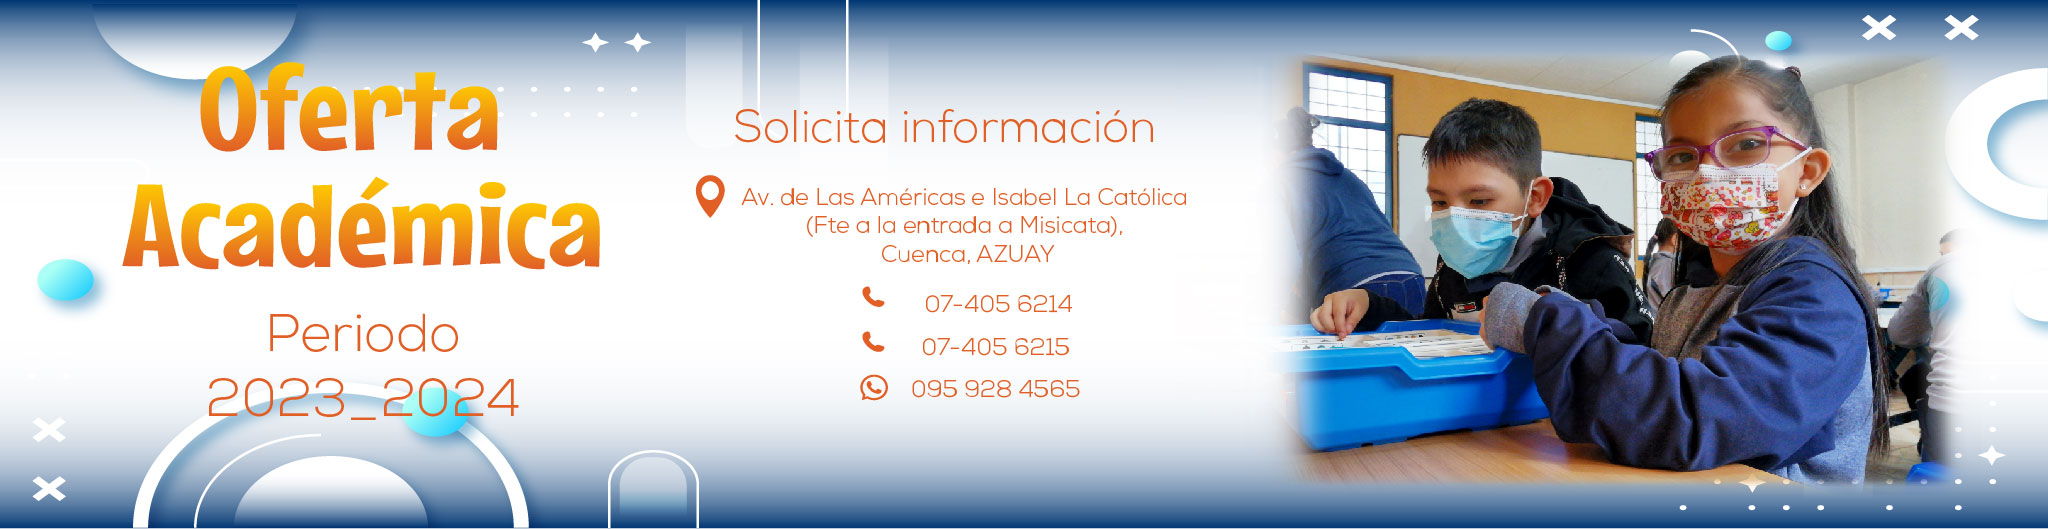 Oferta
Académica
Periodo
2023_2024
Solicita información
Av. de Las Américas e Isabel La Católica
(Fte a la entrada a Misicata),
Cuenca, AZUAY
07-405 6214
07-405 6215
095 928 4565